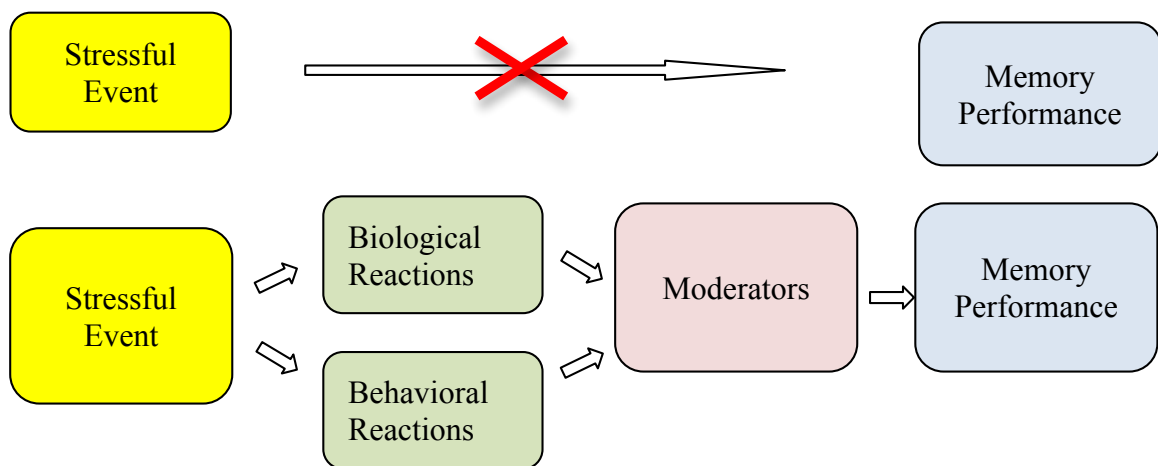 Stressful
Event
Memory
Performance
Stressful
Event
Biological
Reactions
Behavioral
Reactions
Moderators
Memory
Performance